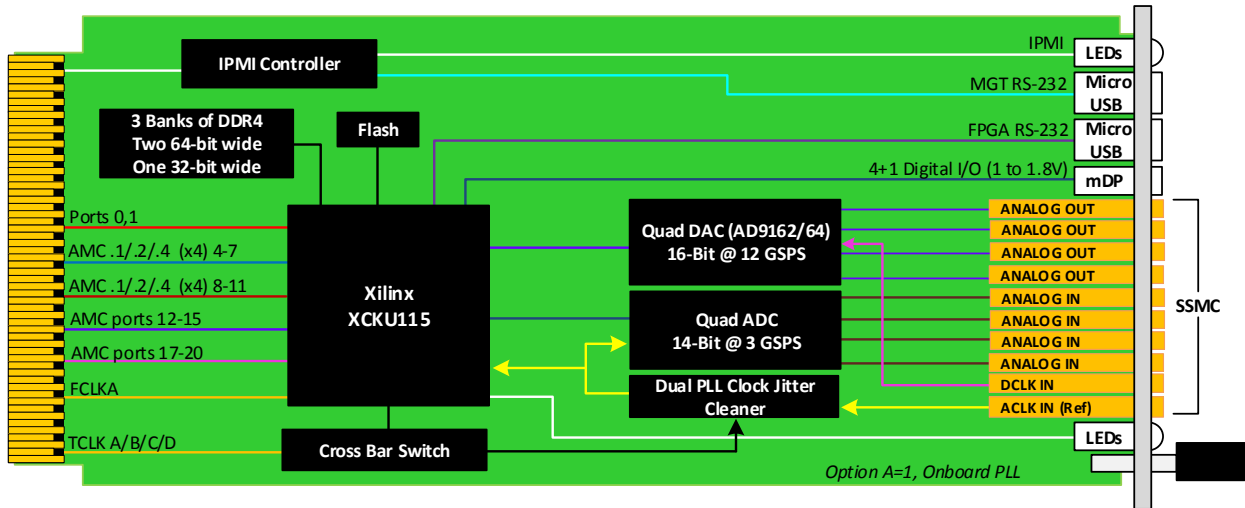 IPMI
LEDs
IPMI Controller
MGT RS-232
Micro
USB
3 Banks of DDR4
Two 64-bit wide
One 32-bit wide
Flash
FPGA RS-232
Micro
USB
4+1 Digital I/O (1 to 1.8V)
mDP
Ports 0,1
AMC .1/.2/.4 (x4) 4-7
AMC .1/.2/.4 (x4) 8-11
AMC ports 12-15
AMC ports 17-20
FCLKA
TCLK A/B/C/D
Xilinx
XCKU115
Cross Bar Switch
Quad DAC (AD9162/64)
16-Bit @ 12 GSPS
Quad ADC
14-Bit @ 3 GSPS
Dual PLL Clock Jitter
Cleaner
ANALOG OUT
ANALOG OUT
ANALOG OUT
ANALOG OUT
ANALOG IN
ANALOG IN
ANALOG IN
ANALOG IN
DCLK IN
ACLK IN (Ref)
SSMC
LEDs
Option A=1, Onboard PLL